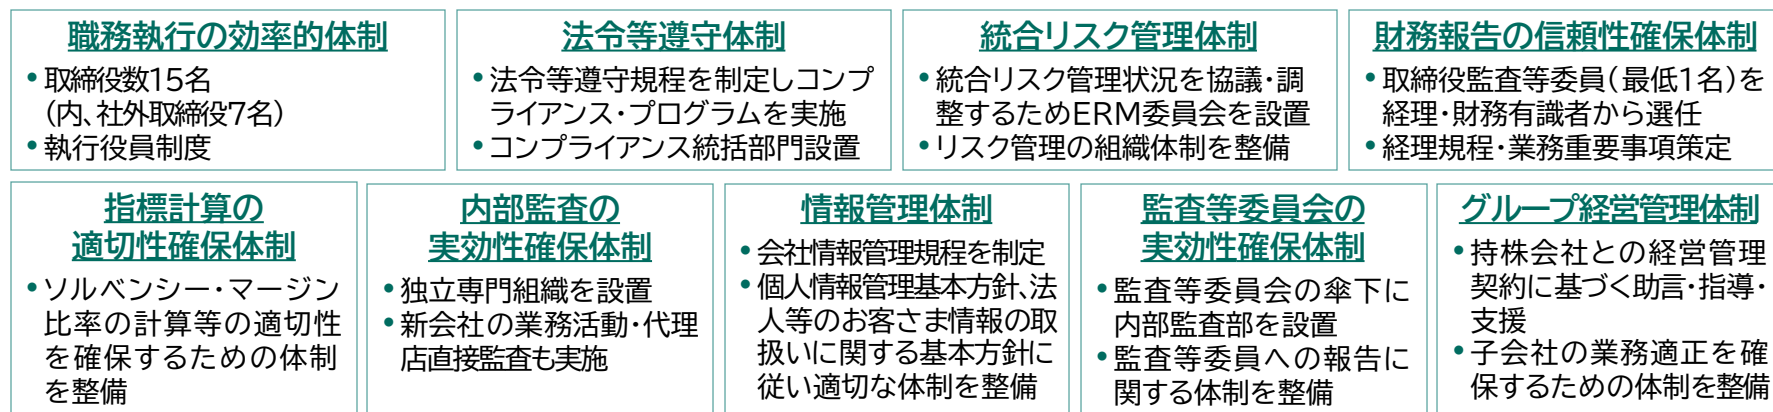 職務執行の効率的体制
• 取締役数15名
(内、社外取締役7名)
• 執行役員制度
法令等遵守体制
• 法令等遵守規程を制定しコンプ
ライアンス・プログラムを実施
• コンプライアンス統括部門設置
統合リスク管理体制
• 統合リスク管理状況を協議・調
整するためERM委員会を設置
• リスク管理の組織体制を整備
財務報告の信頼性確保体制
• 取締役監査等委員(最低1名)を
経理・財務有識者から選任
• 経理規程・業務重要事項策定
指標計算の
適切性確保体制
• ソルベンシー・マージン
比率の計算等の適切性
を確保するための体制
を整備
内部監査の
実効性確保体制
• 独立専門組織を設置
• 新会社の業務活動・代理
店直接監査も実施
情報管理体制
• 会社情報管理規程を制定
• 個人情報管理基本方針、法
人等のお客さま情報の取
扱いに関する基本方針に
従い適切な体制を整備
監査等委員会の
実効性確保体制
• 監査等委員会の傘下に
内部監査部を設置
• 監査等委員への報告に
関する体制を整備
グループ経営管理体制
• 持株会社との経営管理
契約に基づく助言・指導・
支援
• 子会社の業務適正を確
保するための体制を整備